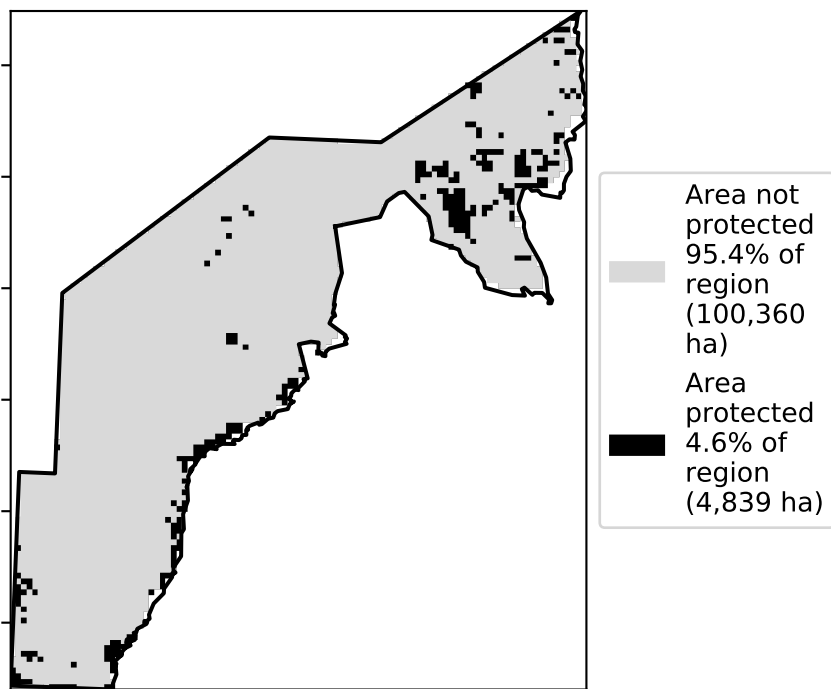 Area not
protected
95.4% of
region
(100,360
ha)
Area
protected
4.6% of
region
(4,839 ha)